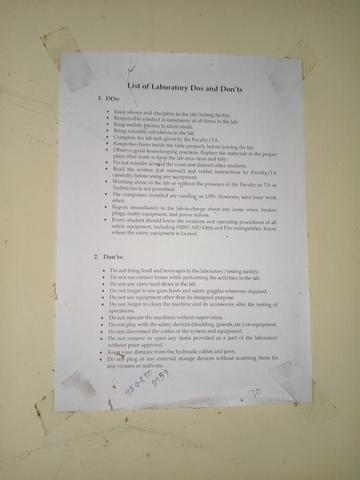 List of Laboratory Dos and Don'ts
1. DOs:
• Keep silence and discipline in the lab/testing facility.
• Responsible conduct is mandatory at all times in the lab.
• Keep mobile phones in silent mode.
• Bring scientific calculators in the lab.
• Complete the lab task given by the Faculty/TA.
• Keep the chairs inside the table properly before leaving the lab.
• Observe good housekeeping practices. Replace the materials to the proper
place after work to keep the lab area clean and tidy.
• Do not wander around the room and distract other students.
• Read the written (lab manual) and verbal instructions by Faculty/TA
carefully before using any equipment.
• Working alone in the lab or without the presence of the Faculty or TA or
Technician is not permitted.
• The computers installed are running on UPS. However, save your work
often.
• Report immediately to the lab-in-charge about any issue when broken
plugs, faulty equipment, and power failure.
• Every student should know the locations and operating procedures of all
safety equipment, including FIRST-AID kit(s) and Fire extinguisher. Know
where the safety equipment is located.
2. Don'ts:
• Do not bring food and beverages to the laboratory/testing facility.
• Do not use contact lenses while performing the activities in the lab.
• Do not use open-toed shoes in the lab.
• Do not forget to use gum boots and safety goggles wherever required.
• Do not use equipment other than its designed purpose.
• Do not forget to clean the machine and its accessories after the testing of
specimens.
• Do not operate the machines without supervision.
• Do not play with the safety devices (shielding, guards, etc.) on equipment.
• Do not disconnect the cables of the system and equipment.
• Do not remove or open any items provided as a part of the laboratory
without prior approval.
• Keep your distance from the hydraulic cables and jaws.
• Do not plug in any external storage devices without scanning them for
any viruses or malware.